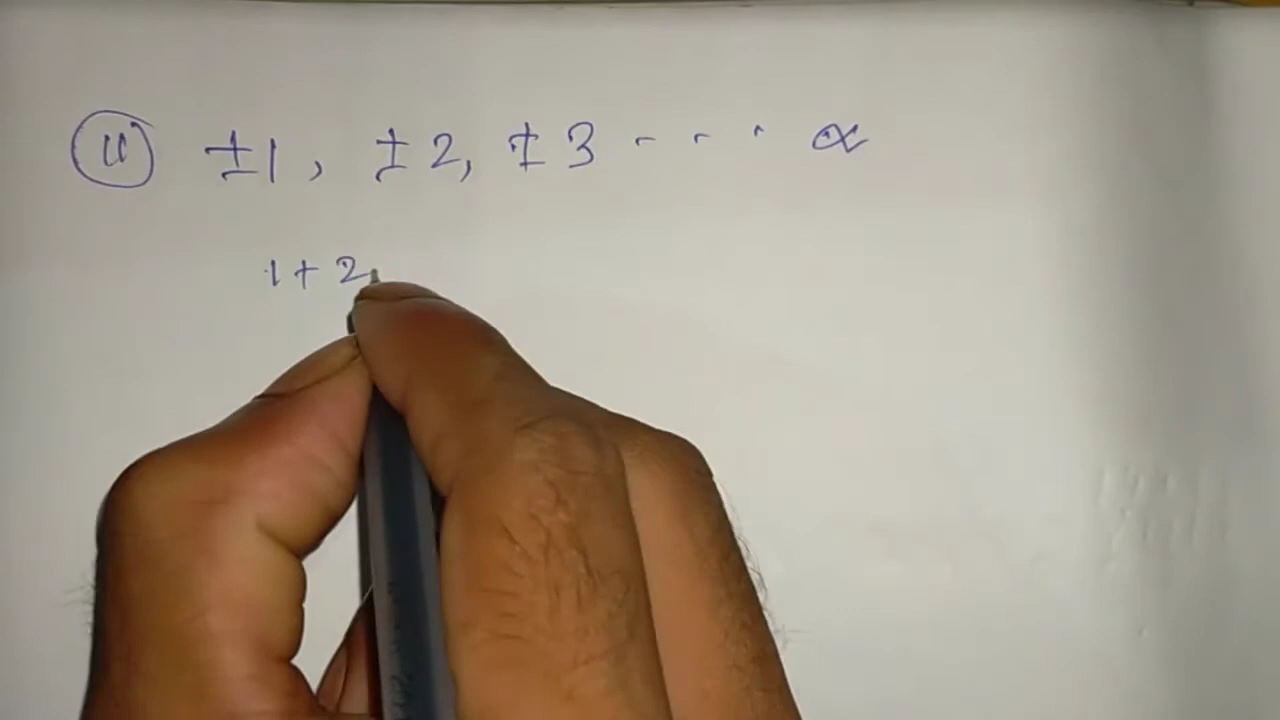 (ii) ±1, ±2, ±3 - - - ∝
1 + 2